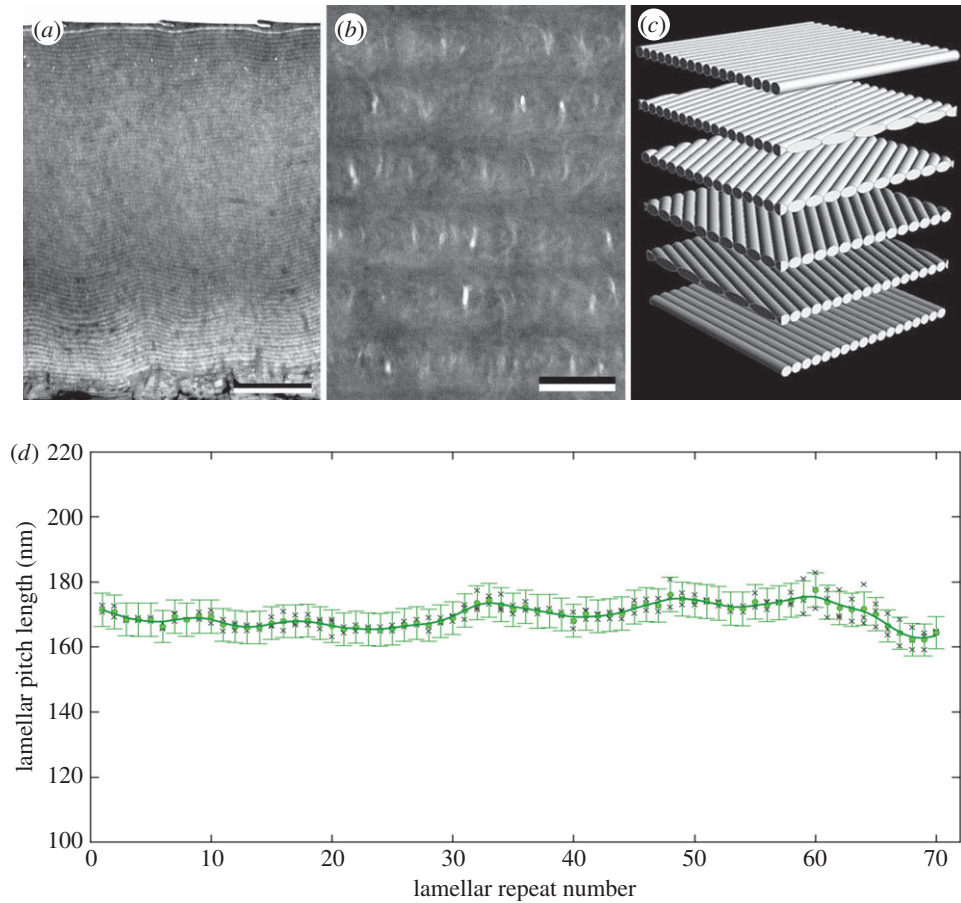 (a)
(b)
(c)
(d)
220
200
180
160
140
120
100
lamellar pitch length (nm)
0 10 20 30 40 50 60 70
lamellar repeat number